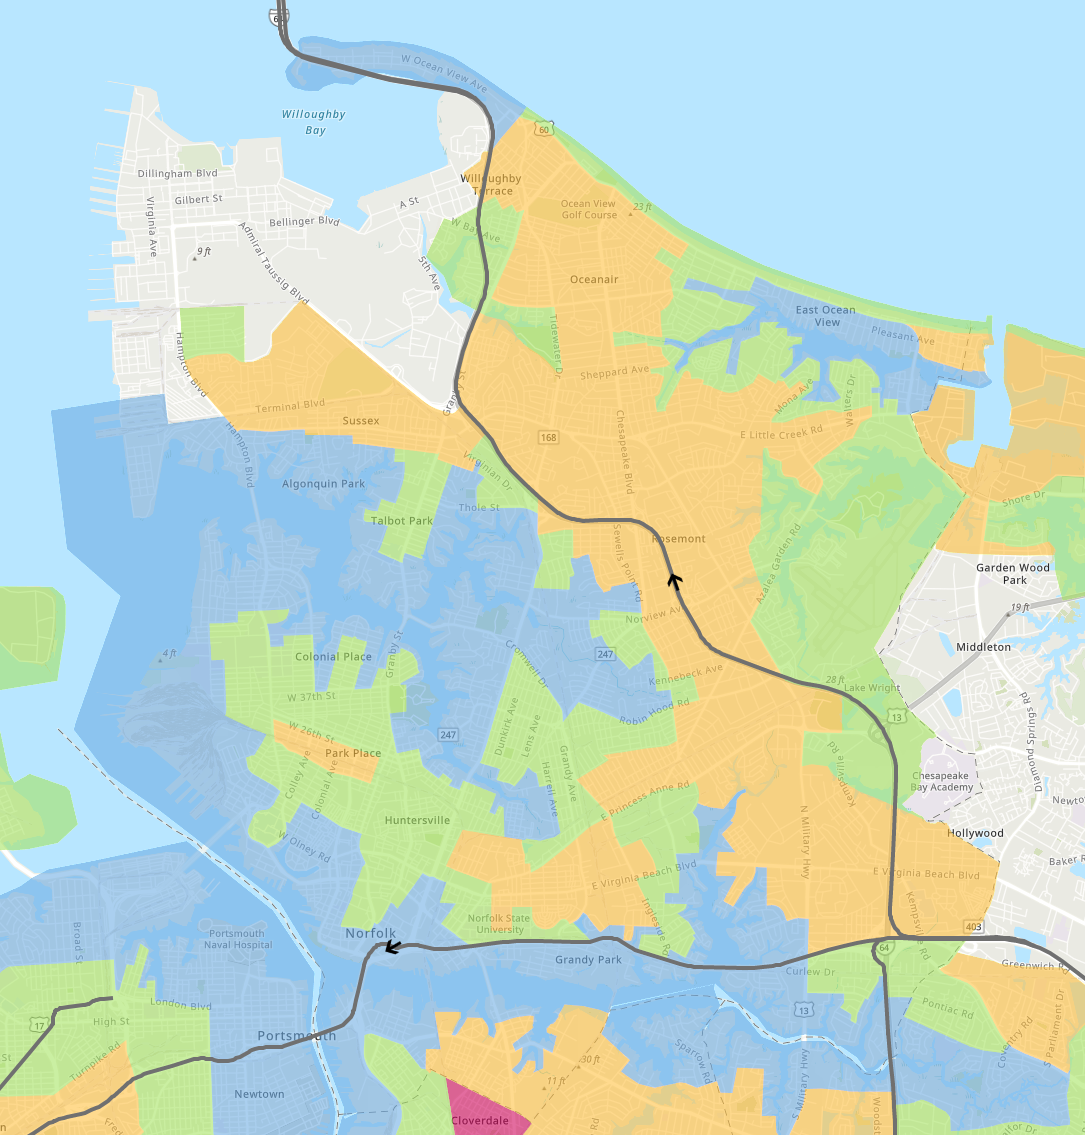 64
W Ocean View Ave
Willoughby
Bay
60
Dillingham Blvd
Willoughby
Terrace
Gilbert St
A St
Ocean View
Golf Course
23 ft
Virginia Ave
Bellinger Blvd
W Bay Ave
9 ft
Admiral Taussig Blvd
5th Ave
Oceanair
East Ocean
View
Pleasant Ave
Tidewater Dr
Hampton Blvd
Sheppard Ave
Granby St
Mona Ave
Walters Dr
Terminal Blvd
Sussex
168
Chesapeake Blvd
E Little Creek Rd
Hampton Blvd
Virginian Dr
Algonquin Park
Shore Dr
Thole St
Talbot Park
Rosemont
Sewells Point Rd
Azalea Garden Rd
Garden Wood
Park
19 ft
Norview Ave
Middleton
Colonial Place
Granby St
Cromwell Dr
247
4 ft
Kennebeck Ave
28 ft
Lake Wright
W 37th St
Robin Hood Rd
13
Diamond Springs Rd
Dunkirk Ave
Lens Ave
W 26th St
247
Park Place
Colley Ave
Colonial Ave
Grandy Ave
Harrell Ave
Kempsville Rd
Chesapeake
Bay Academy
E Princess Anne Rd
Huntersville
N Military Hwy
Hollywood
W Olney Rd
Baker R
E Virginia Beach Blvd
E Virginia Beach Blvd
Ingleside R
Kempsville Rd
Norfolk State
University
403
Broad St
Portsmouth
Naval Hospital
Norfolk
64
Grandy Park
Curlew Dr
Greenwich R
London Blvd
13
Pontiac Rd
High St
17
Portsmouth
Coventry Rd
S Parliament Dr
St
Turnpike Rd
Sparrow Rd
30 ft
11 ft
Newtown
S Military Hwy
Cloverdale
Rd